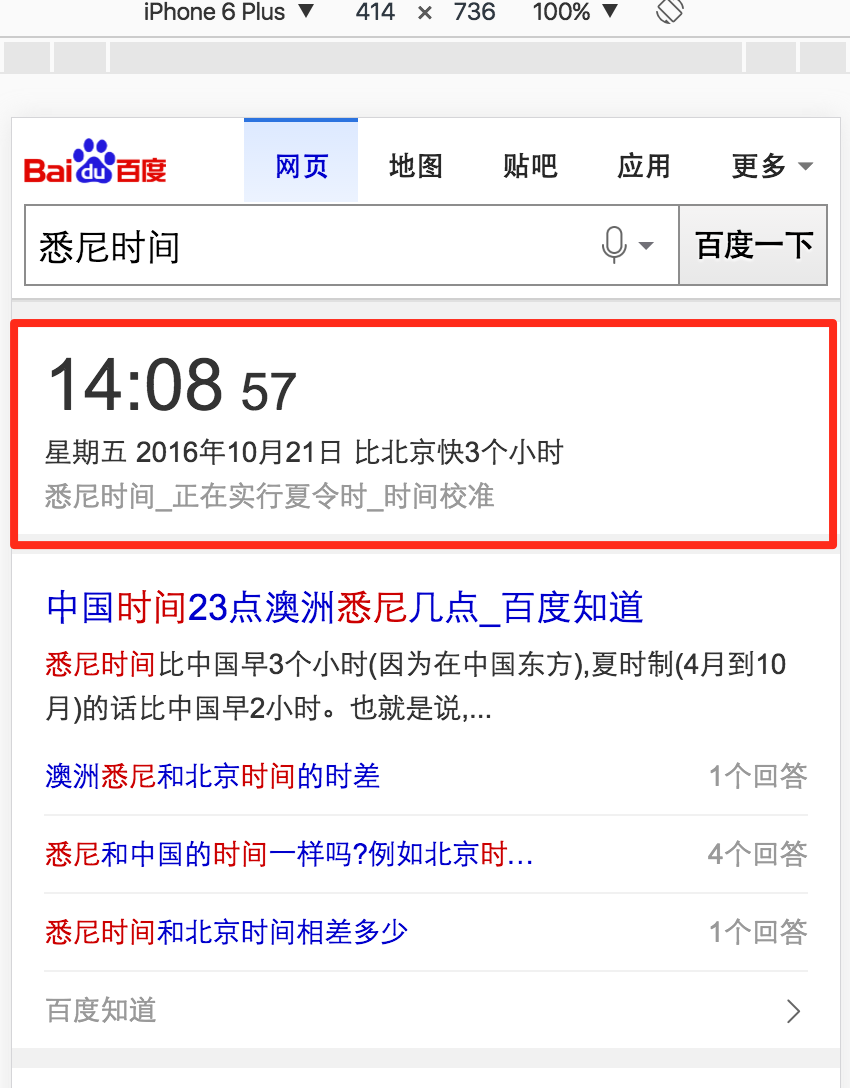 iPhone 6 Plus ▼ 414 × 736 100% ▼
Bai du 百度 网页 地图 贴吧 应用 更多
悉尼时间 百度一下
14:08 57
星期五 2016年10月21日 比北京快3个小时
悉尼时间_正在实行夏令时_时间校准
中国时间23点澳洲悉尼几点_百度知道
悉尼时间比中国早3个小时(因为在中国东方),夏时制(4月到10
月)的话比中国早2小时。也就是说,...
澳洲悉尼和北京时间的时差 1个回答
悉尼和中国的时间一样吗?例如北京时... 4个回答
悉尼时间和北京时间相差多少 1个回答
百度知道